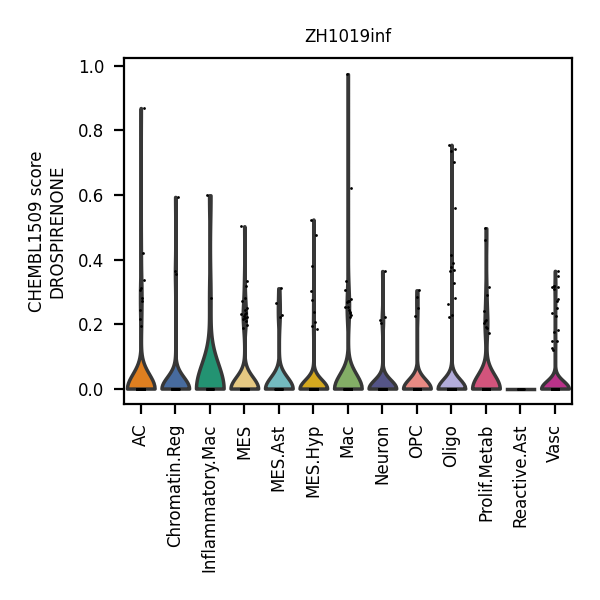 ZH1019inf
CHEMBL1509 score
DROSPIRENONE
1.0
0.8
0.6
0.4
0.2
0.0
AC
Chromatin.Reg
Inflammatory.Mac
MES
MES.Ast
MES.Hyp
Mac
Neuron
OPC
Oligo
Prolif.Metab
Reactive.Ast
Vasc